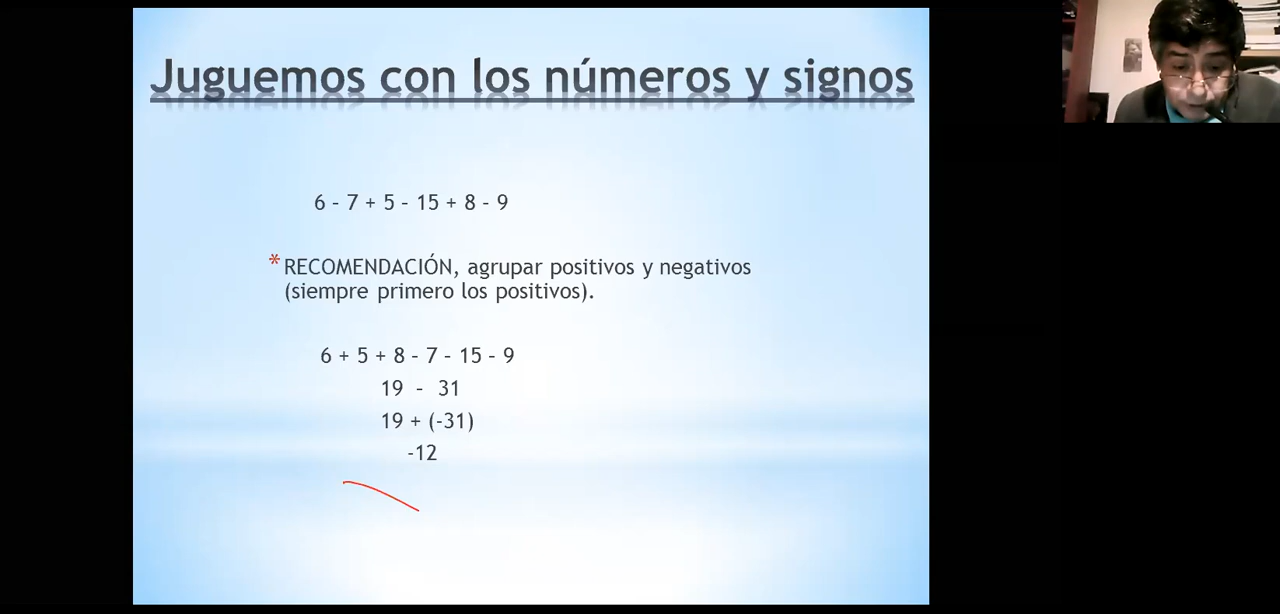 Juguemos con los números y signos
6 - 7 + 5 - 15 + 8 - 9
* RECOMENDACIÓN, agrupar positivos y negativos
(siempre primero los positivos).
6 + 5 + 8 - 7 - 15 - 9
19 - 31
19 + (-31)
-12